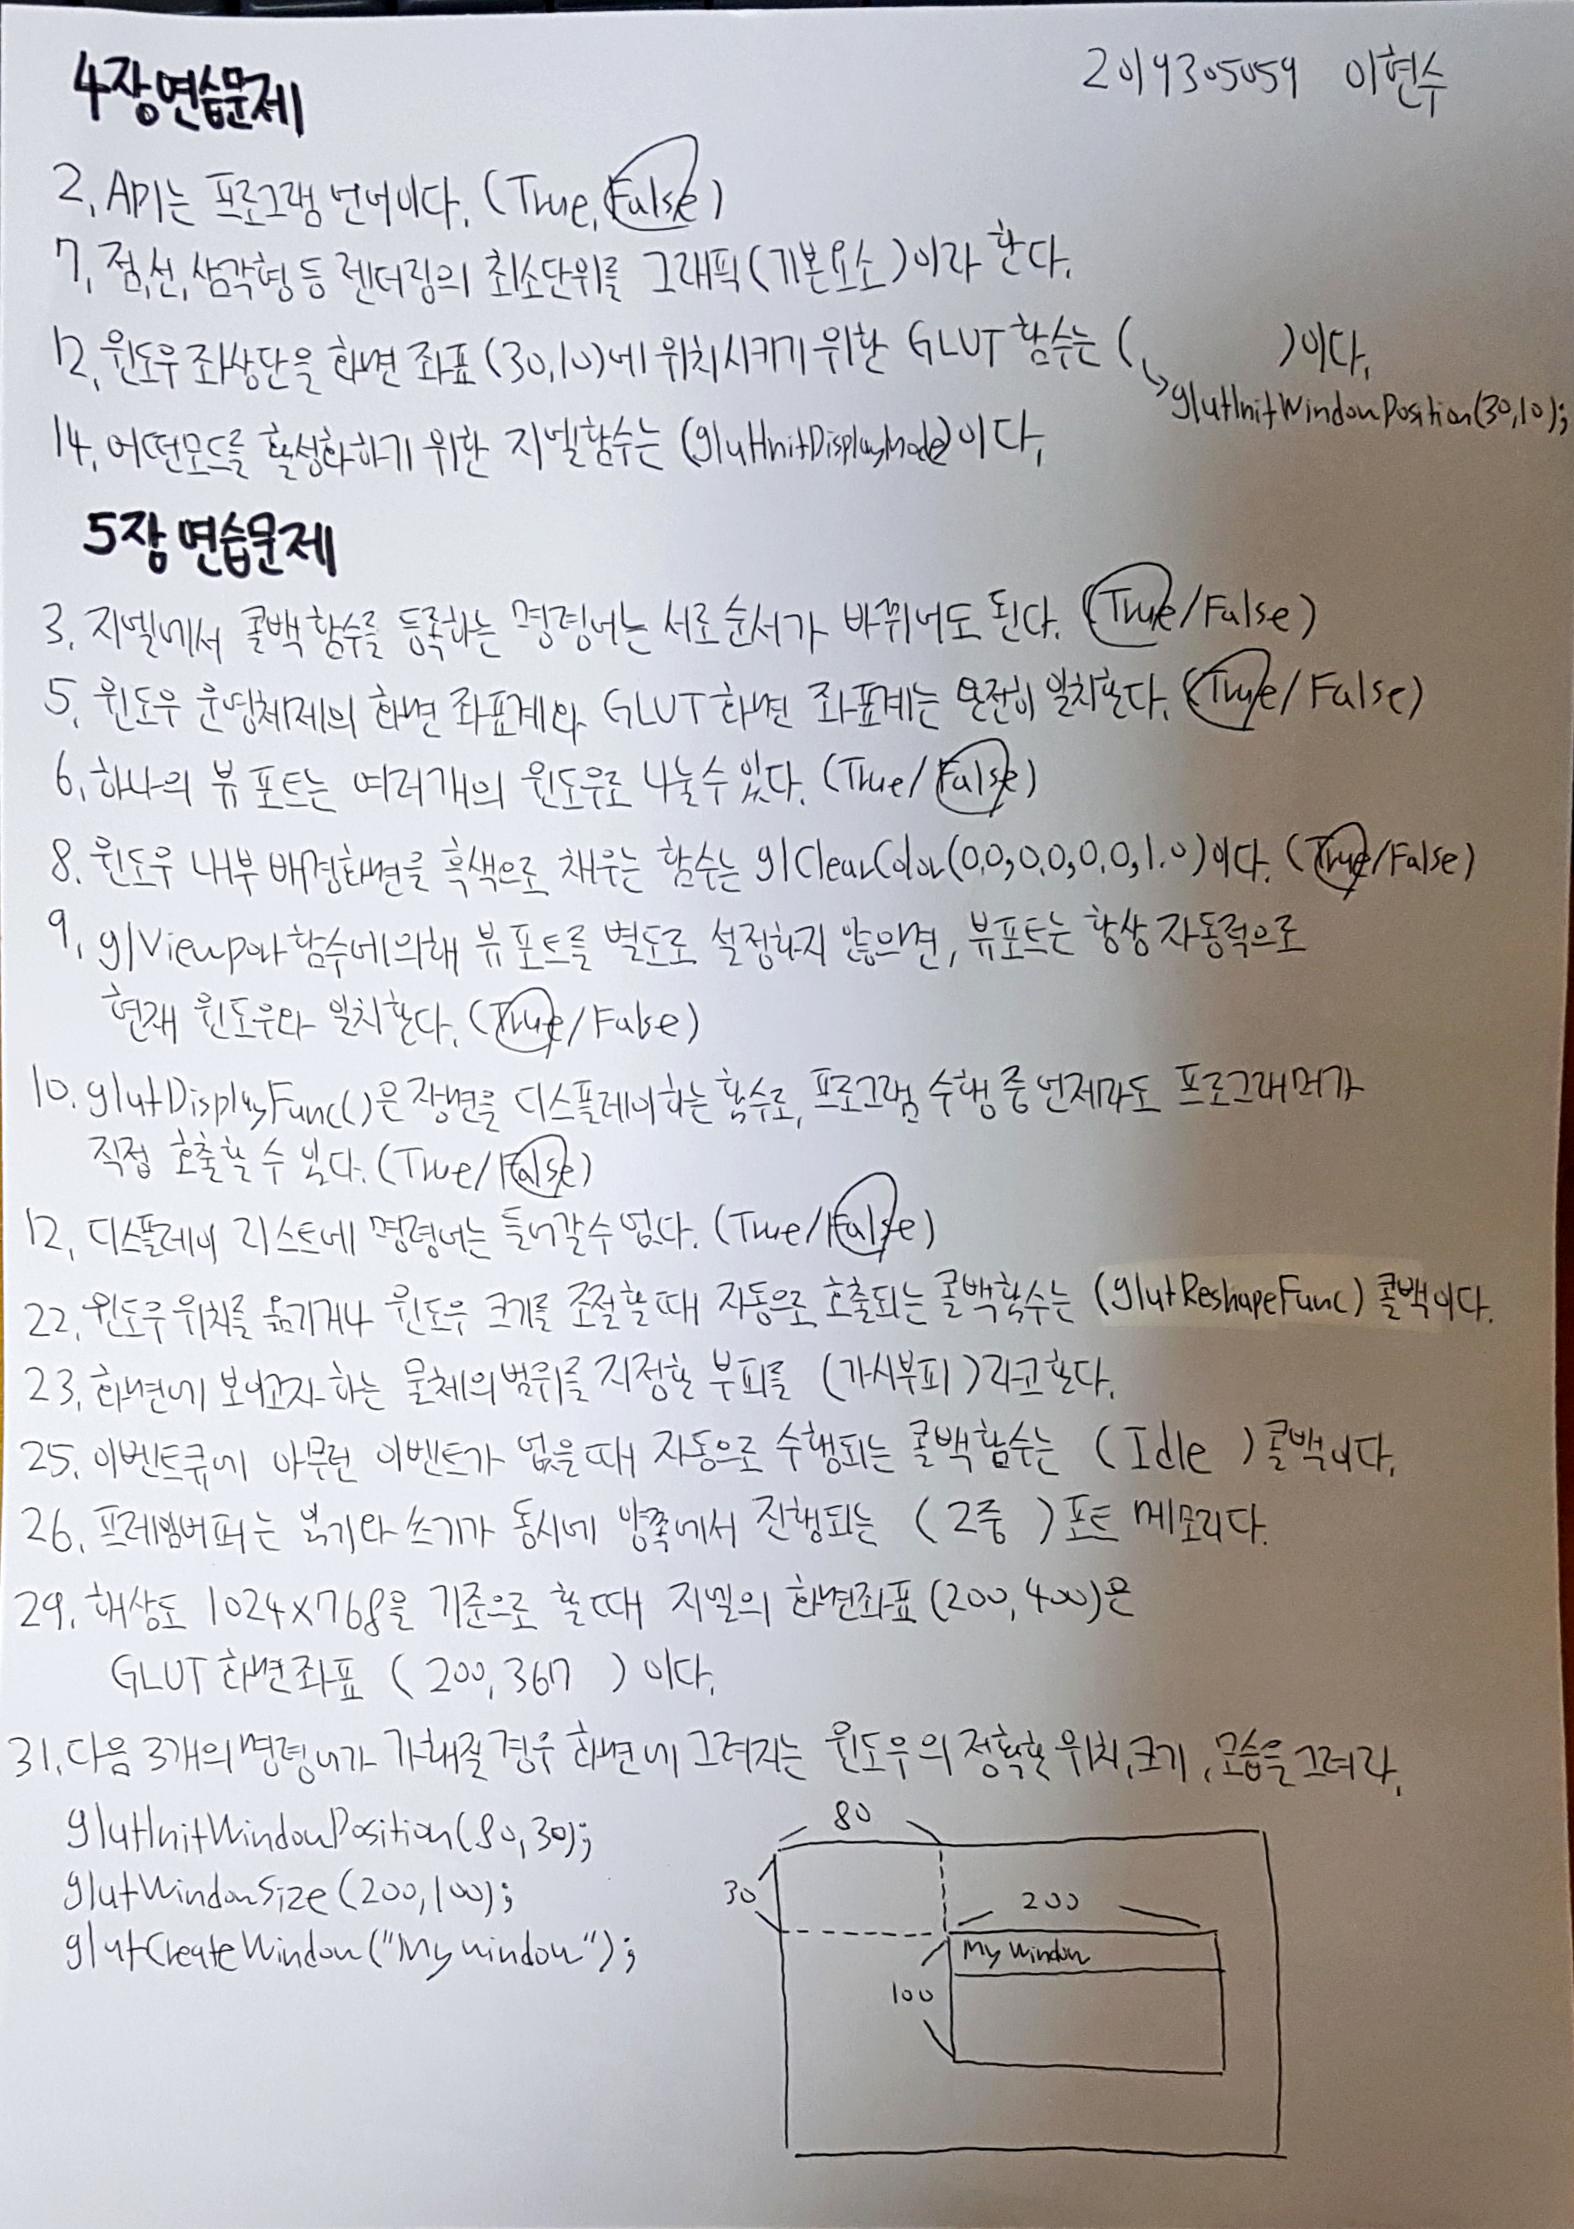 4장 연습문제
2019305059 이현수
2. API는 프로그램 언어이다. (True, False)
7. 점,선,삼각형 등 렌더링의 최소단위를 그래픽(기본요소)이라 한다.
12. 윈도우 좌상단을 화면 좌표 (30,10)에 위치시키기 위한 GLUT 함수는 ( )이다.
→glutInitWindowPosition(30,10);
14. 어떤모드를 활성화하기 위한 지엘함수는 (glutInitDisplayMode)이다.
5장 연습문제
3. 지엘에서 콜백함수를 등록하는 명령어는 서로 순서가 바뀌어도 된다. (True/False)
5. 윈도우 운영체제의 화면 좌표계와 GLUT 화면 좌표계는 완전히 일치한다. (True/False)
6. 하나의 뷰 포트는 여러개의 윈도우로 나눌수 있다. (True/False)
8. 윈도우 내부 배경화면을 흑색으로 채우는 함수는 glClearColor(0.0,0.0,0.0,1.0)이다. (True/False)
9. glViewport함수에의해 뷰 포트를 별도로 설정하지 않으면, 뷰포트는 항상 자동적으로
현재 윈도우와 일치한다. (True/False)
10. glutDisplayFunc()은 장면을 디스플레이하는 함수로, 프로그램 수행 중 언제라도 프로그래머가
직접 호출할 수 있다. (True/False)
12. 디스플레이 리스트에 명령어는 들어갈수 없다. (True/False)
22. 윈도우 위치를 옮기거나 윈도우 크기를 조절할 때 자동으로 호출되는 콜백함수는 (glutReshapeFunc) 콜백이다.
23. 화면에 보이고자 하는 물체의 범위를 지정한 부피를 (가시부피)라고 한다.
25. 이벤트큐에 아무런 이벤트가 없을 때 자동으로 수행되는 콜백함수는 (Idle) 콜백이다.
26. 프레임버퍼는 읽기와 쓰기가 동시에 양쪽에서 진행되는 (2중) 포트 메모리다.
29. 해상도 1024×768을 기준으로 할 때 지엘의 화면좌표 (200,400)은
GLUT 화면좌표 (200,367) 이다.
31. 다음 3개의 명령어가 가해질 경우 화면에 그려지는 윈도우의 정확한 위치,크기,모습을 그려라.
glutInitWindowPosition(80,30);
glutWindowSize(200,100);
glutCreateWindow("My window");
80
30
200
My Window
100